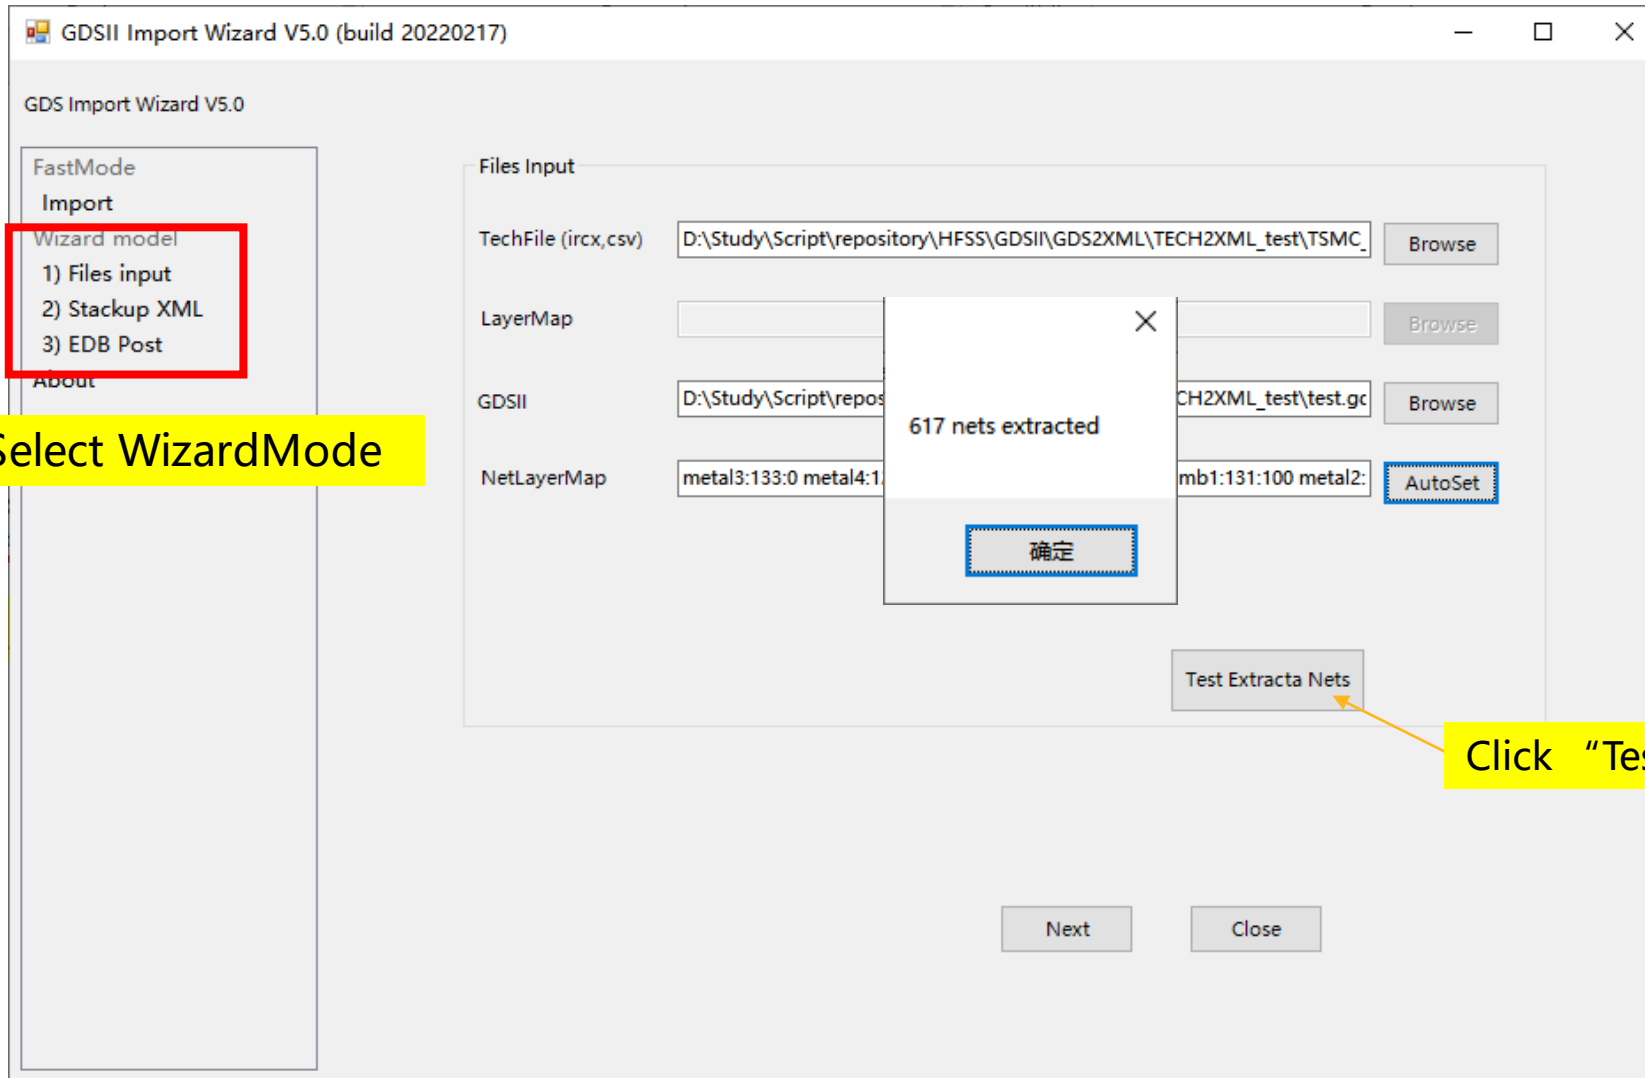 GDSII Import Wizard V5.0 (build 20220217)
GDS Import Wizard V5.0
FastMode
Import
Wizard model
1) Files input
2) Stackup XML
3) EDB Post
About
Select WizardMode
Files Input
TechFile (ircx,csv)
D:\Study\Script\repository\HFSS\GDSII\GDS2XML\TECH2XML_test\TSMC_
Browse
LayerMap
Browse
GDSII
D:\Study\Script\repos
CH2XML_test\test.gc
Browse
NetLayerMap
metal3:133:0 metal4:1
mb1:131:100 metal2:
AutoSet
617 nets extracted
确定
Test Extracta Nets
Click “Tes
Next
Close